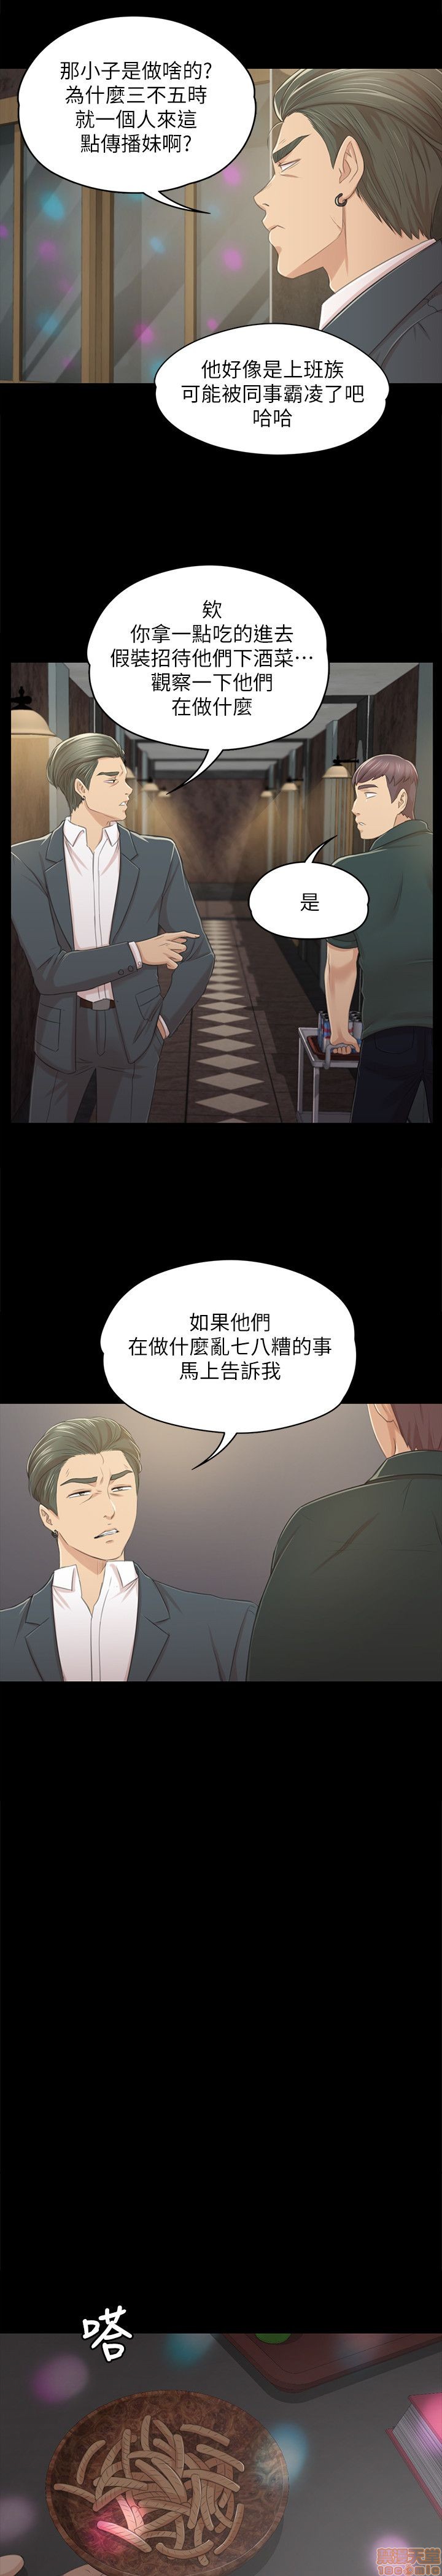 那小子是做啥的?
為什麼三不五時
就一個人來這
點傳播妹啊?
他好像是上班族
可能被同事霸凌了吧
哈哈
欸
你拿一點吃的進去
假裝招待他們下酒菜⋯
觀察一下他們
在做什麼
是
如果他們
在做什麼亂七八糟的事
馬上告訴我
嗒